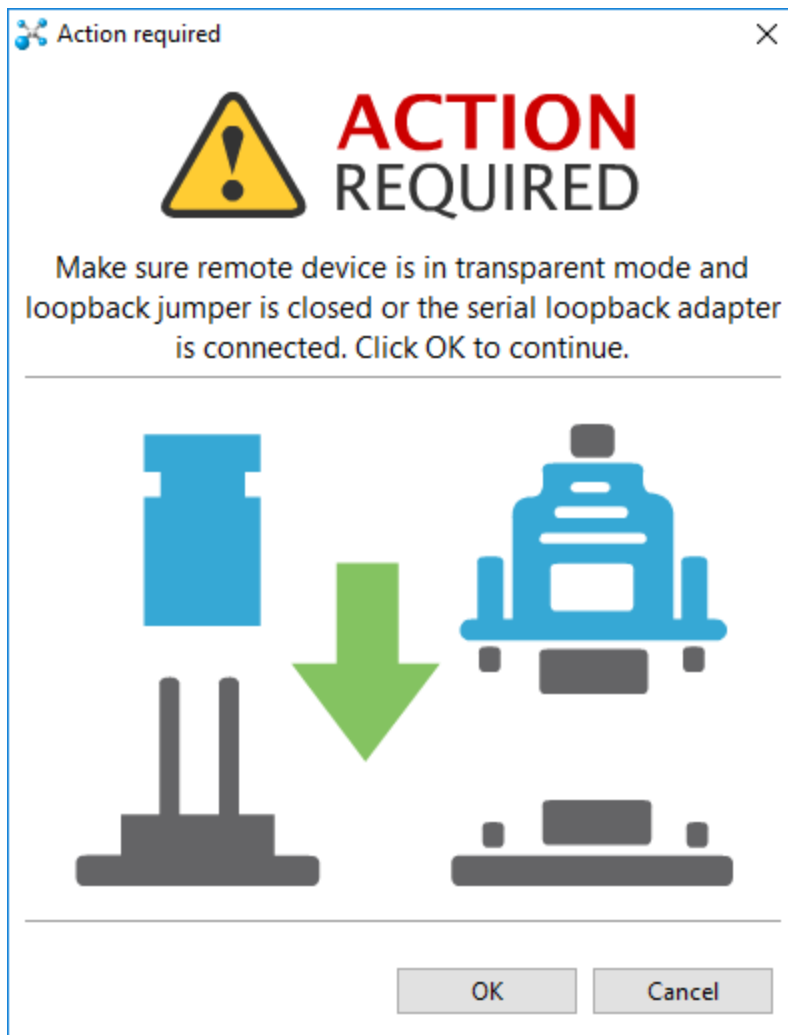 Action required
ACTION
REQUIRED
Make sure remote device is in transparent mode and
loopback jumper is closed or the serial loopback adapter
is connected. Click OK to continue.
OK
Cancel